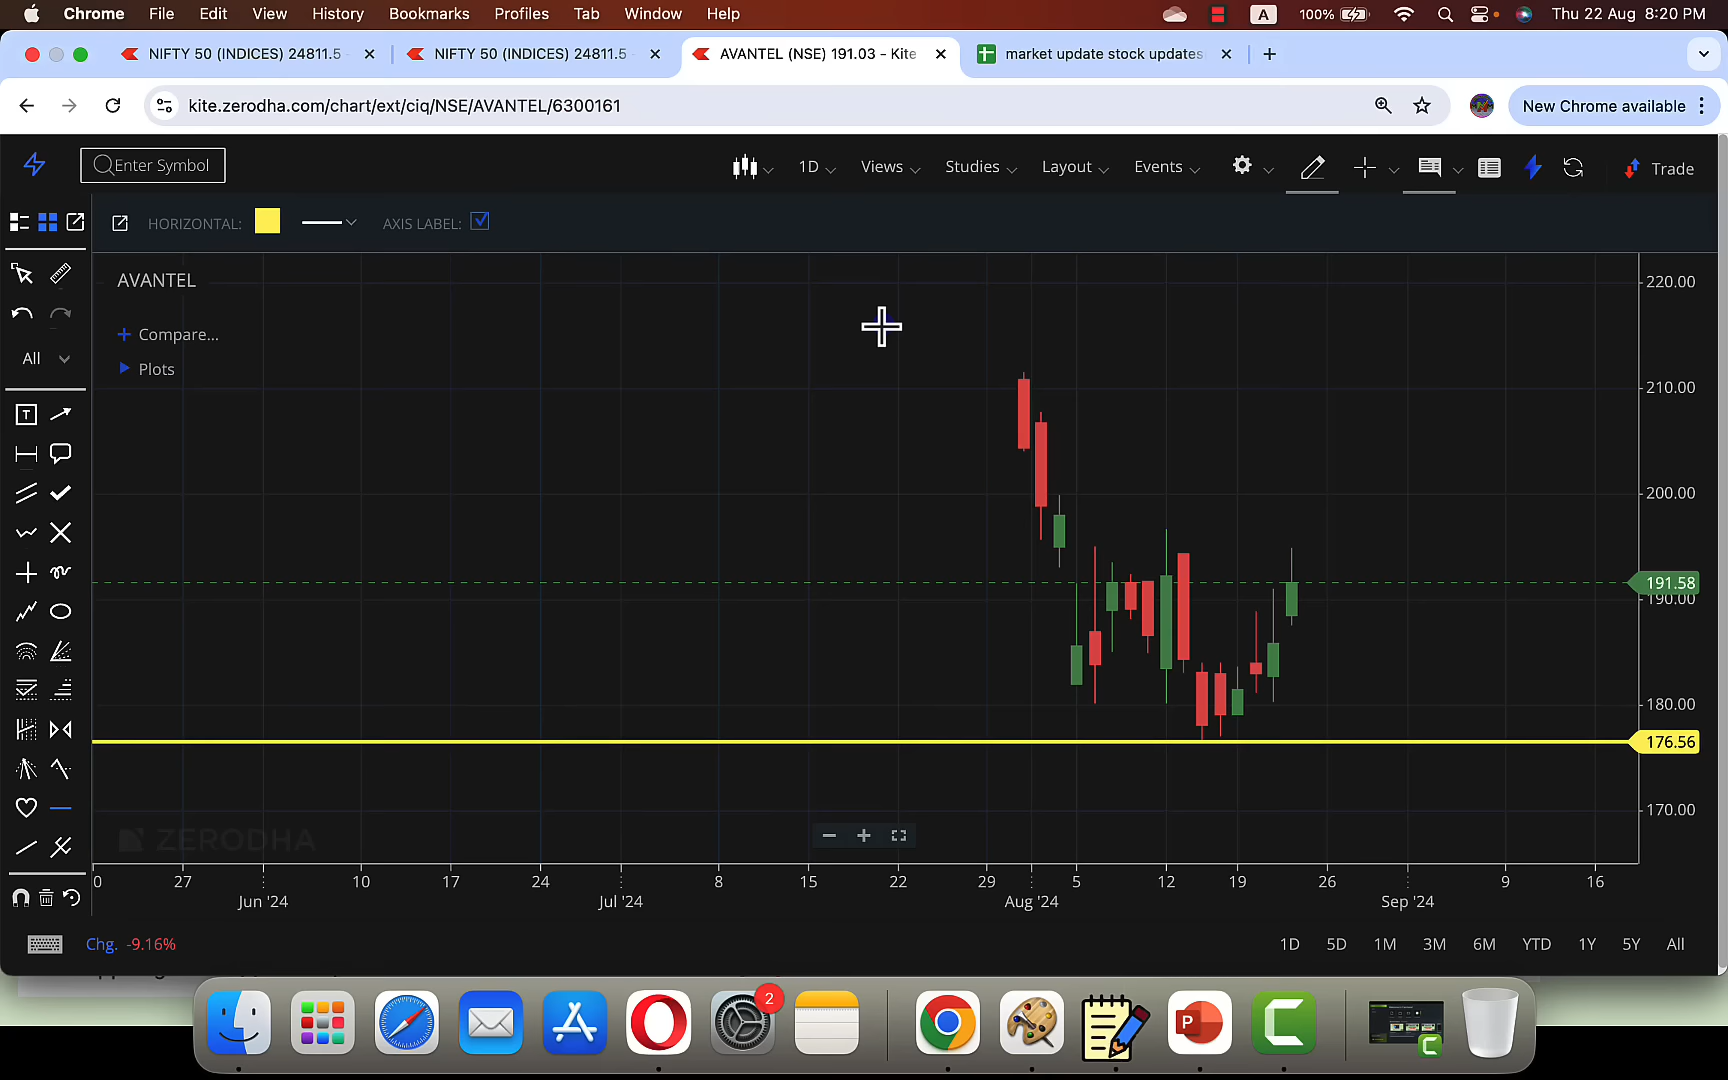 Chrome File Edit View History Bookmarks Profiles Tab Window Help A 100% Thu 22 Aug 8:20 PM
NIFTY 50 (INDICES) 24811.5 NIFTY 50 (INDICES) 24811.5 AVANTEL (NSE) 191.03 - Kite market update stock updates
kite.zerodha.com/chart/ext/ciq/NSE/AVANTEL/6300161 New Chrome available
Enter Symbol 1D Views Studies Layout Events Trade
HORIZONTAL: AXIS LABEL:
AVANTEL
Compare...
Plots
All
T
220.00
210.00
200.00
191.58
190.00
180.00
176.56
170.00
ZERODHA
0 27 10 17 24 8 15 22 29 5 12 19 26 9 16
Jun '24 Jul '24 Aug '24 Sep '24
Chg. -9.16% 1D 5D 1M 3M 6M YTD 1Y 5Y All
2
P
C